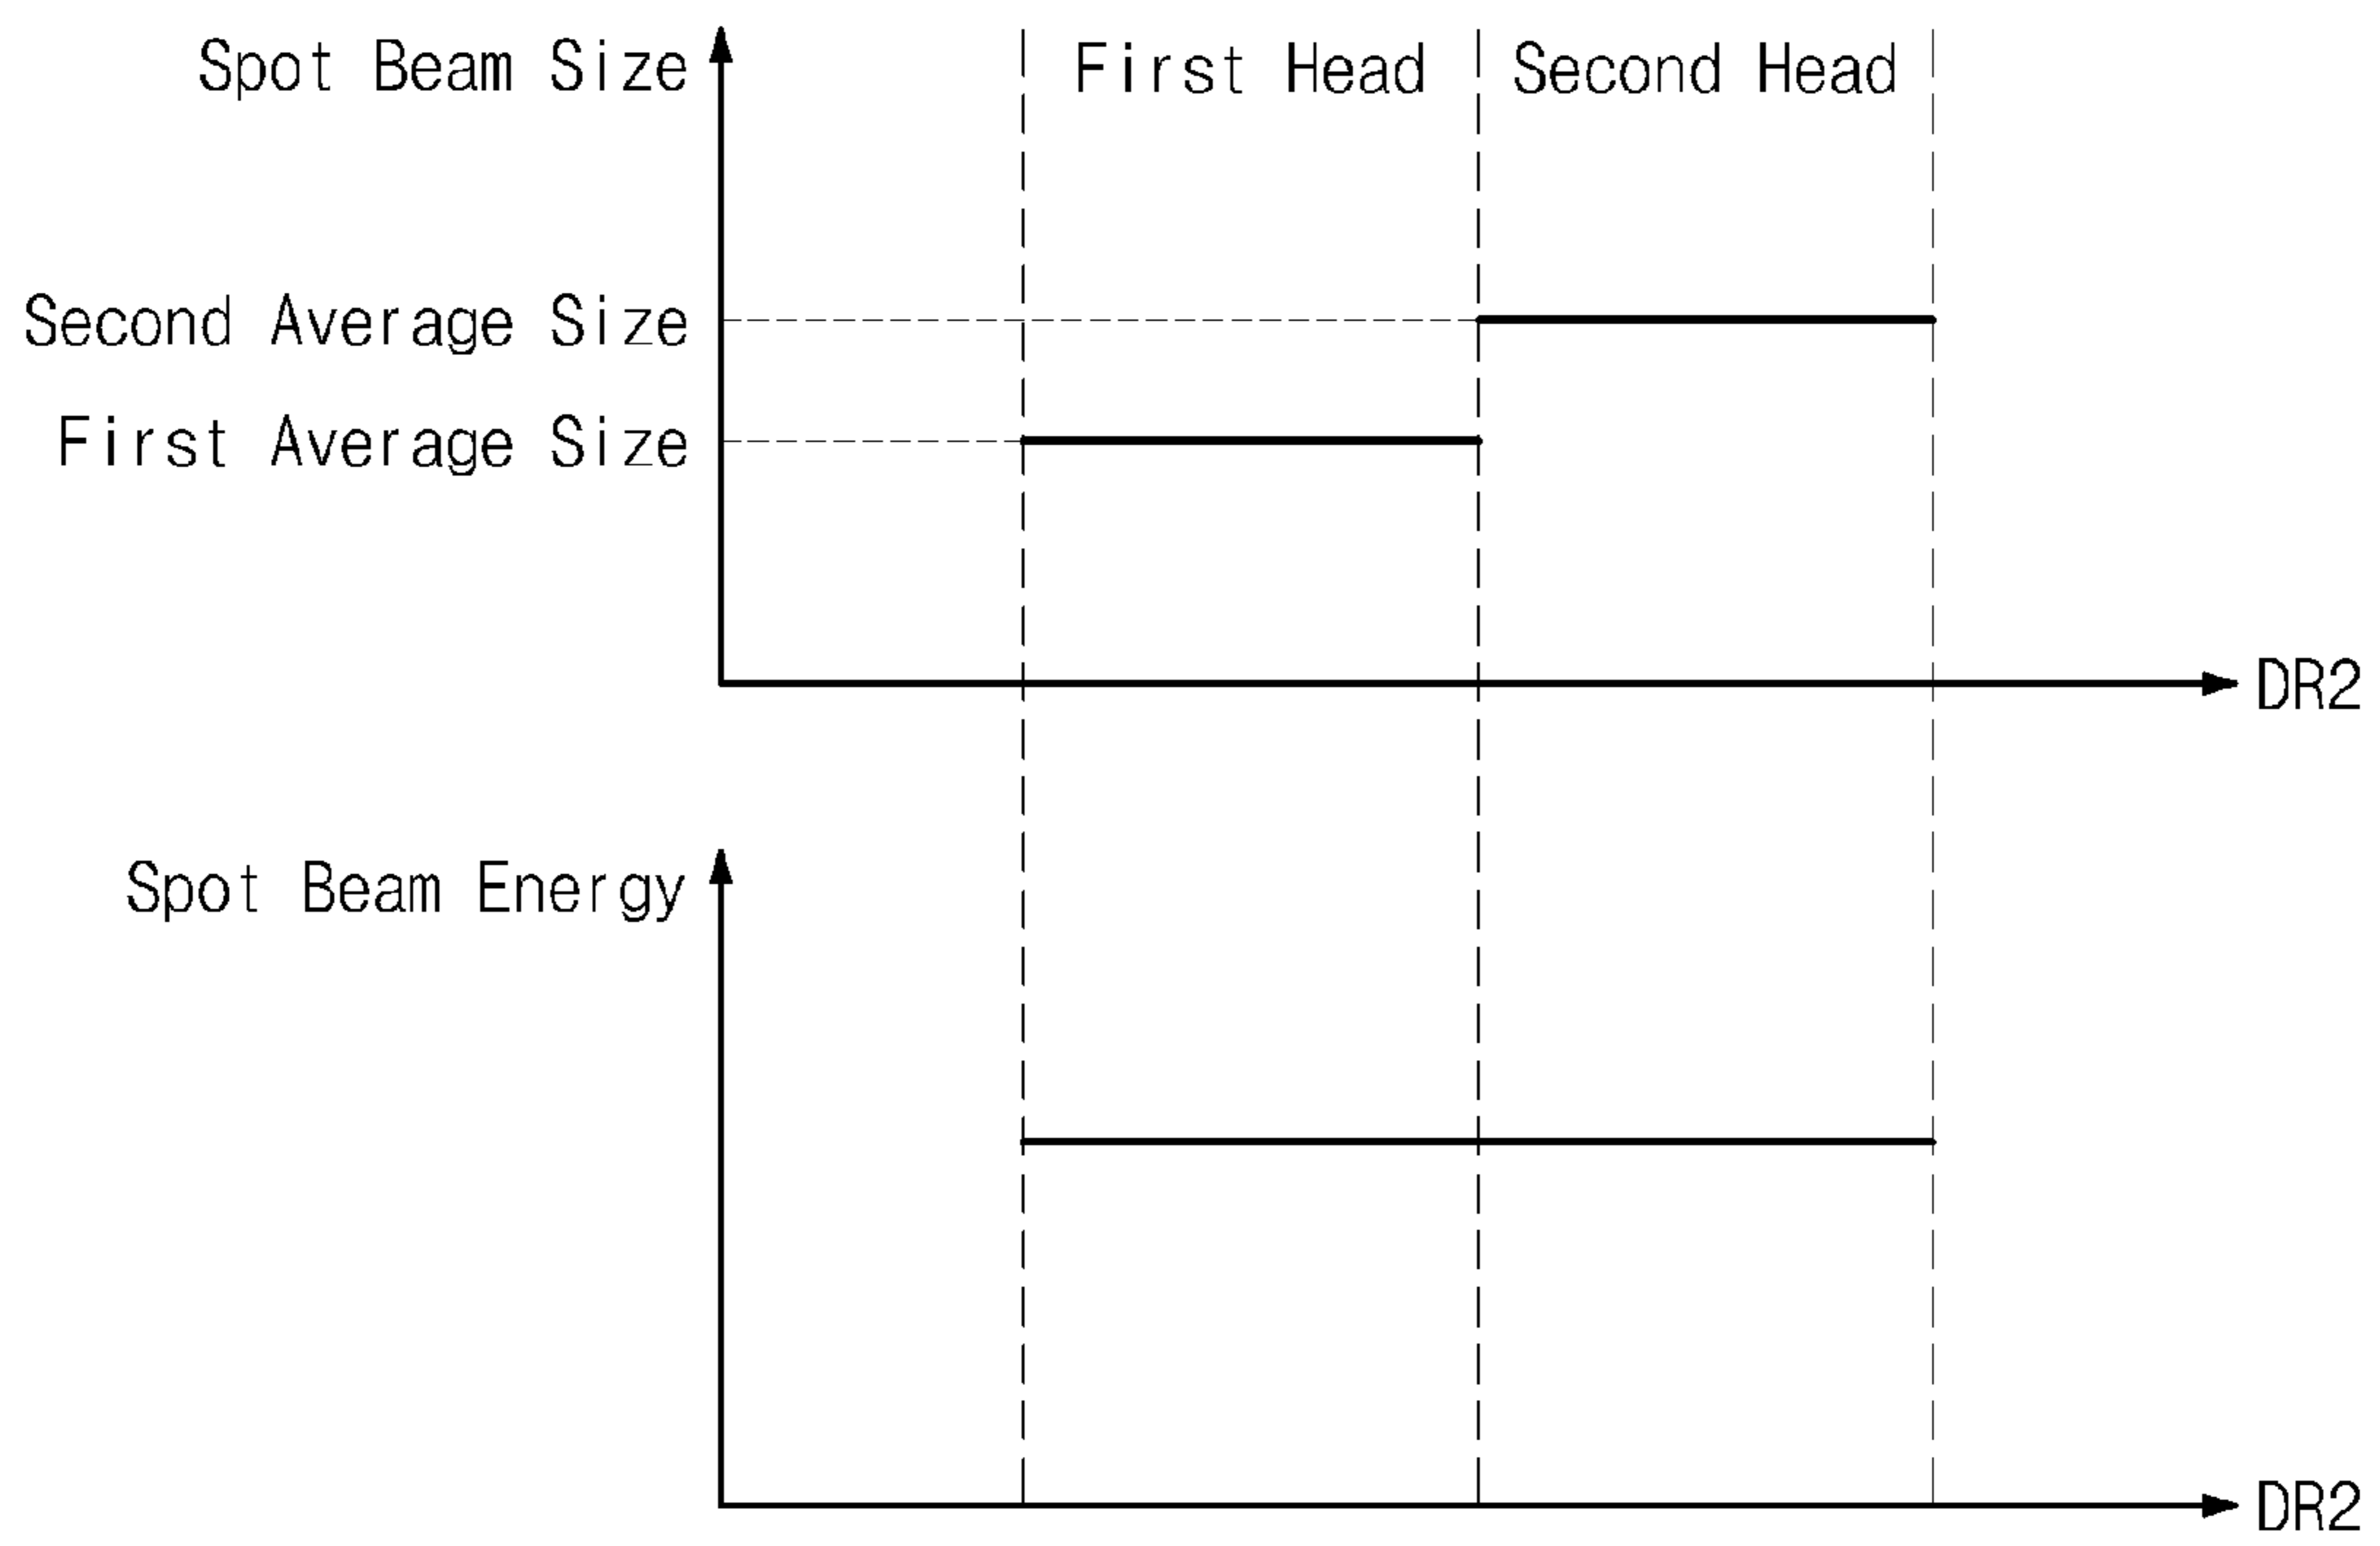 Spot Beam Size
First Head
Second Head
Second Average Size
First Average Size
DR2
Spot Beam Energy
DR2